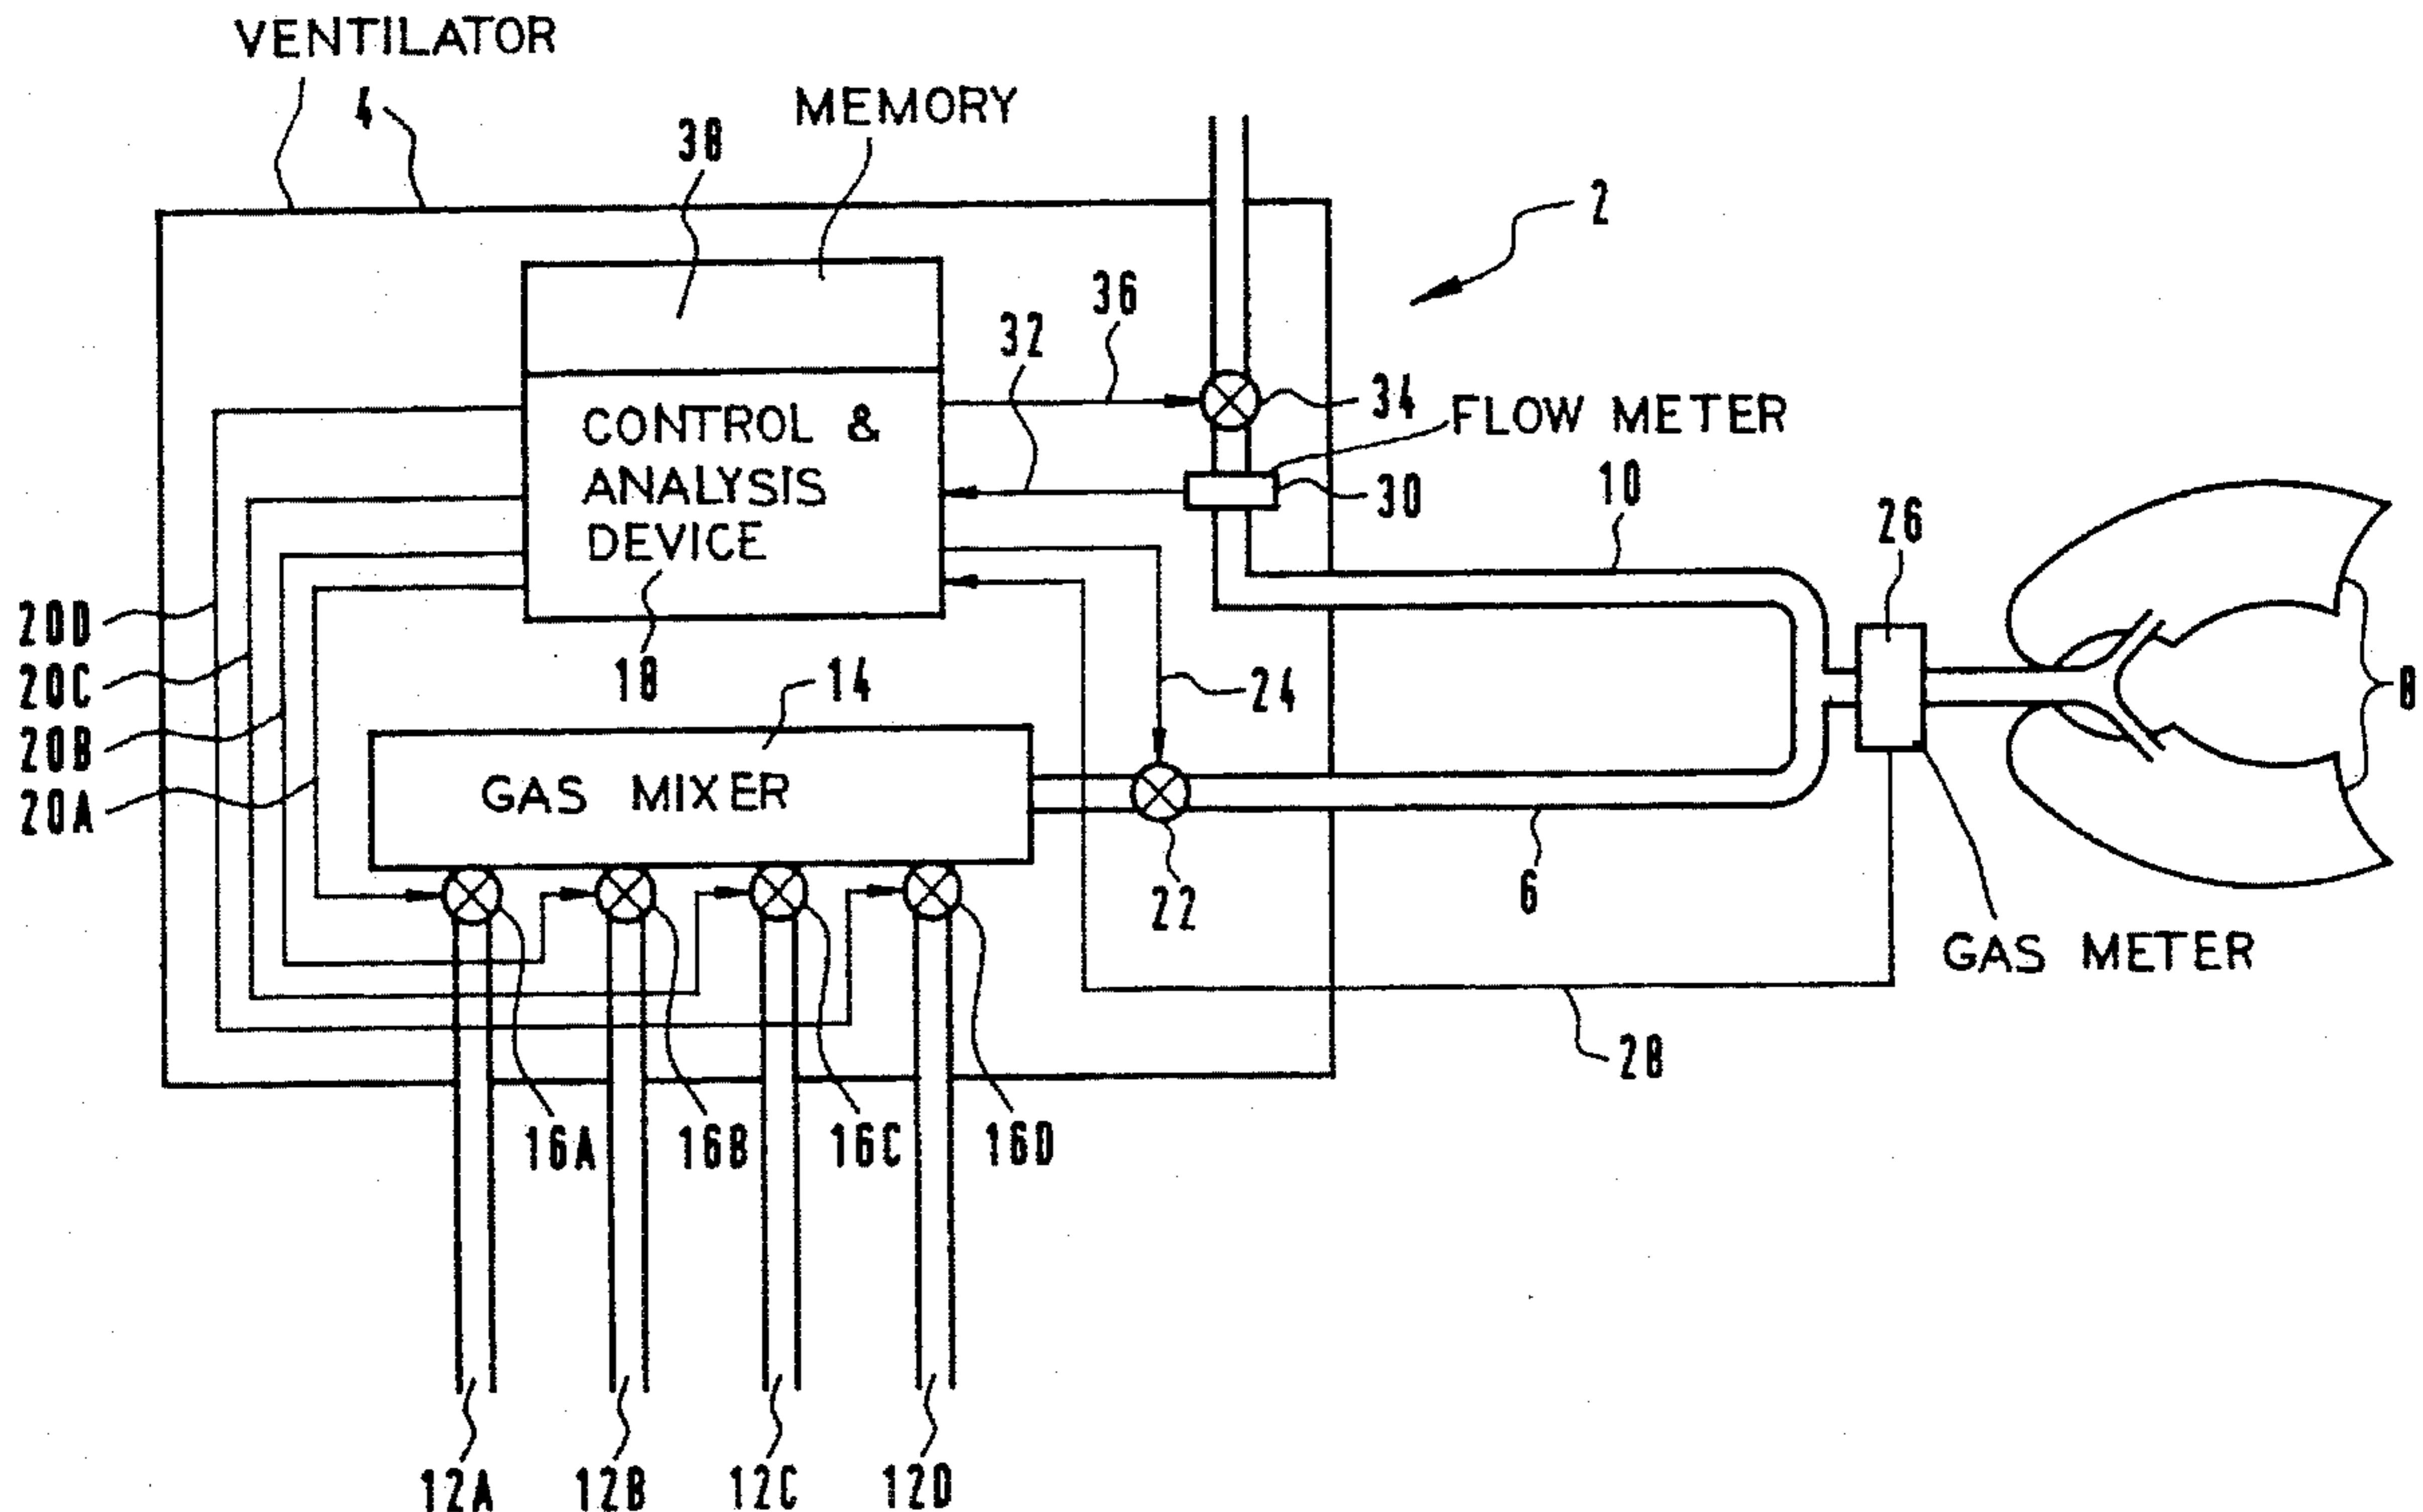 VENTILATOR
4
MEMORY
38
2
36
32
34
FLOW METER
CONTROL &
ANALYSIS
DEVICE
30
10
26
20D
20C
20B
20A
18
14
24
8
GAS MIXER
22
6
GAS METER
28
16A
16B
16C
16D
12A
12B
12C
12D